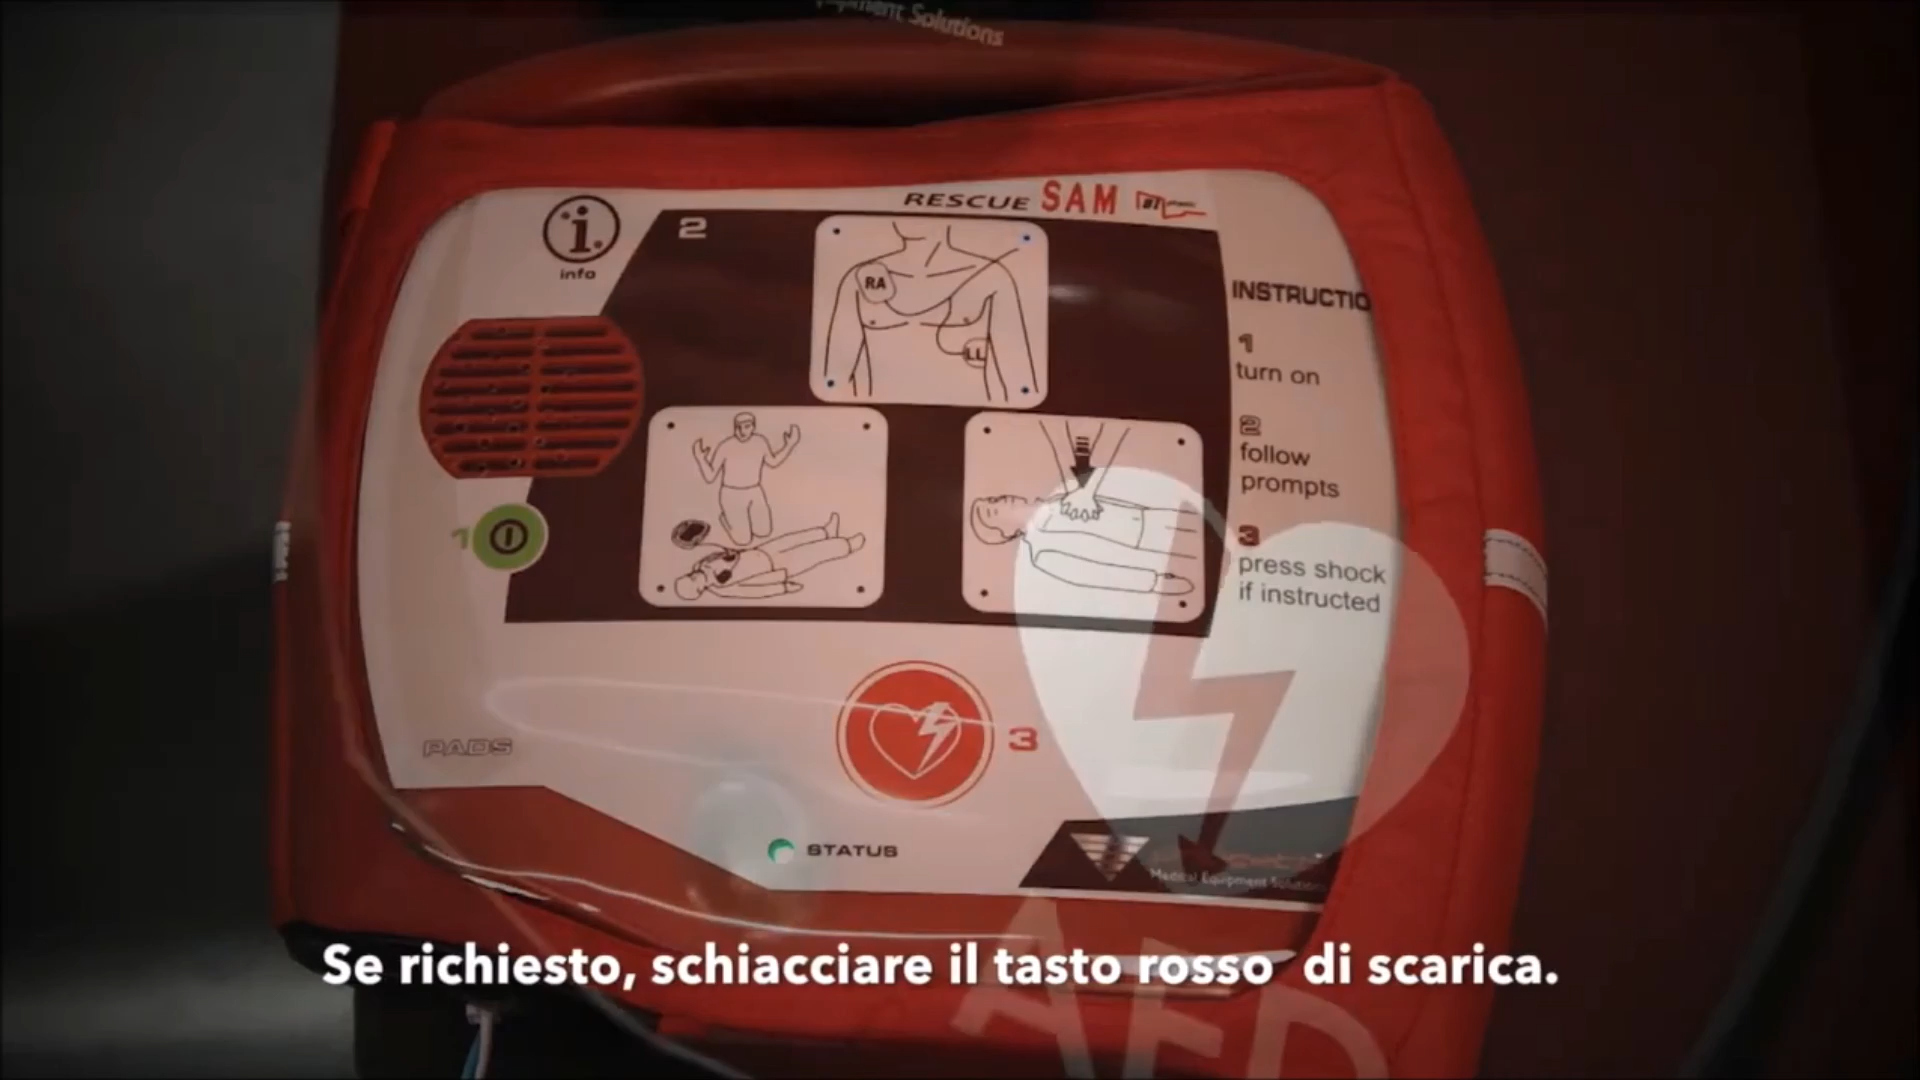 Equipment Solutions
RESCUE SAM
info
2
RA
LL
INSTRUCTIO
1
turn on
2
follow
prompts
3
press shock
if instructed
1
3
PADS
STATUS
Medical Equipment Solutions
AED
Se richiesto, schiacciare il tasto rosso di scarica.